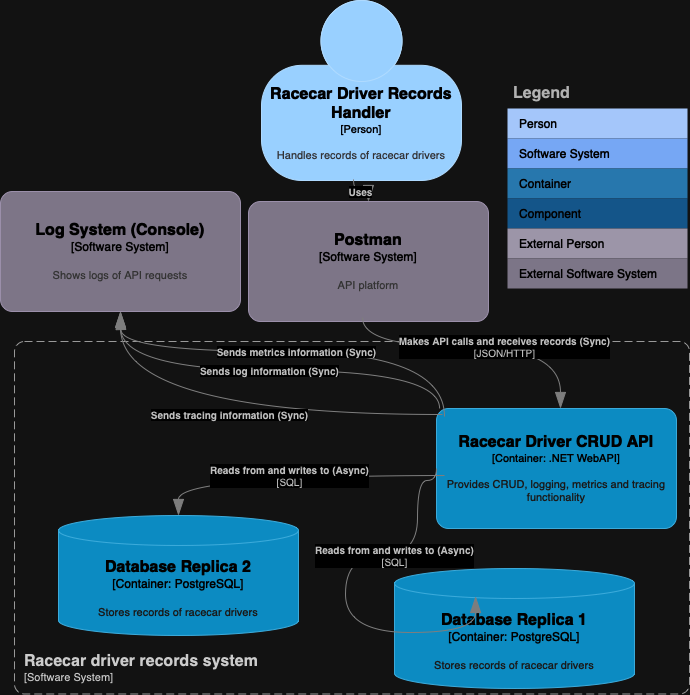 Racecar Driver Records
Handler
[Person]
Handles records of racecar drivers
Legend
Person
Software System
Container
Component
External Person
External Software System
Uses
Log System (Console)
[Software System]
Shows logs of API requests
Postman
[Software System]
API platform
Makes API calls and receives records (Sync)
[JSON/HTTP]
Sends metrics information (Sync)
Sends log information (Sync)
Sends tracing information (Sync)
Racecar Driver CRUD API
[Container: .NET WebAPI]
Provides CRUD, logging, metrics and tracing
functionality
Reads from and writes to (Async)
[SQL]
Database Replica 2
[Container: PostgreSQL]
Stores records of racecar drivers
Reads from and writes to (Async)
[SQL]
Database Replica 1
[Container: PostgreSQL]
Stores records of racecar drivers
Racecar driver records system
[Software System]